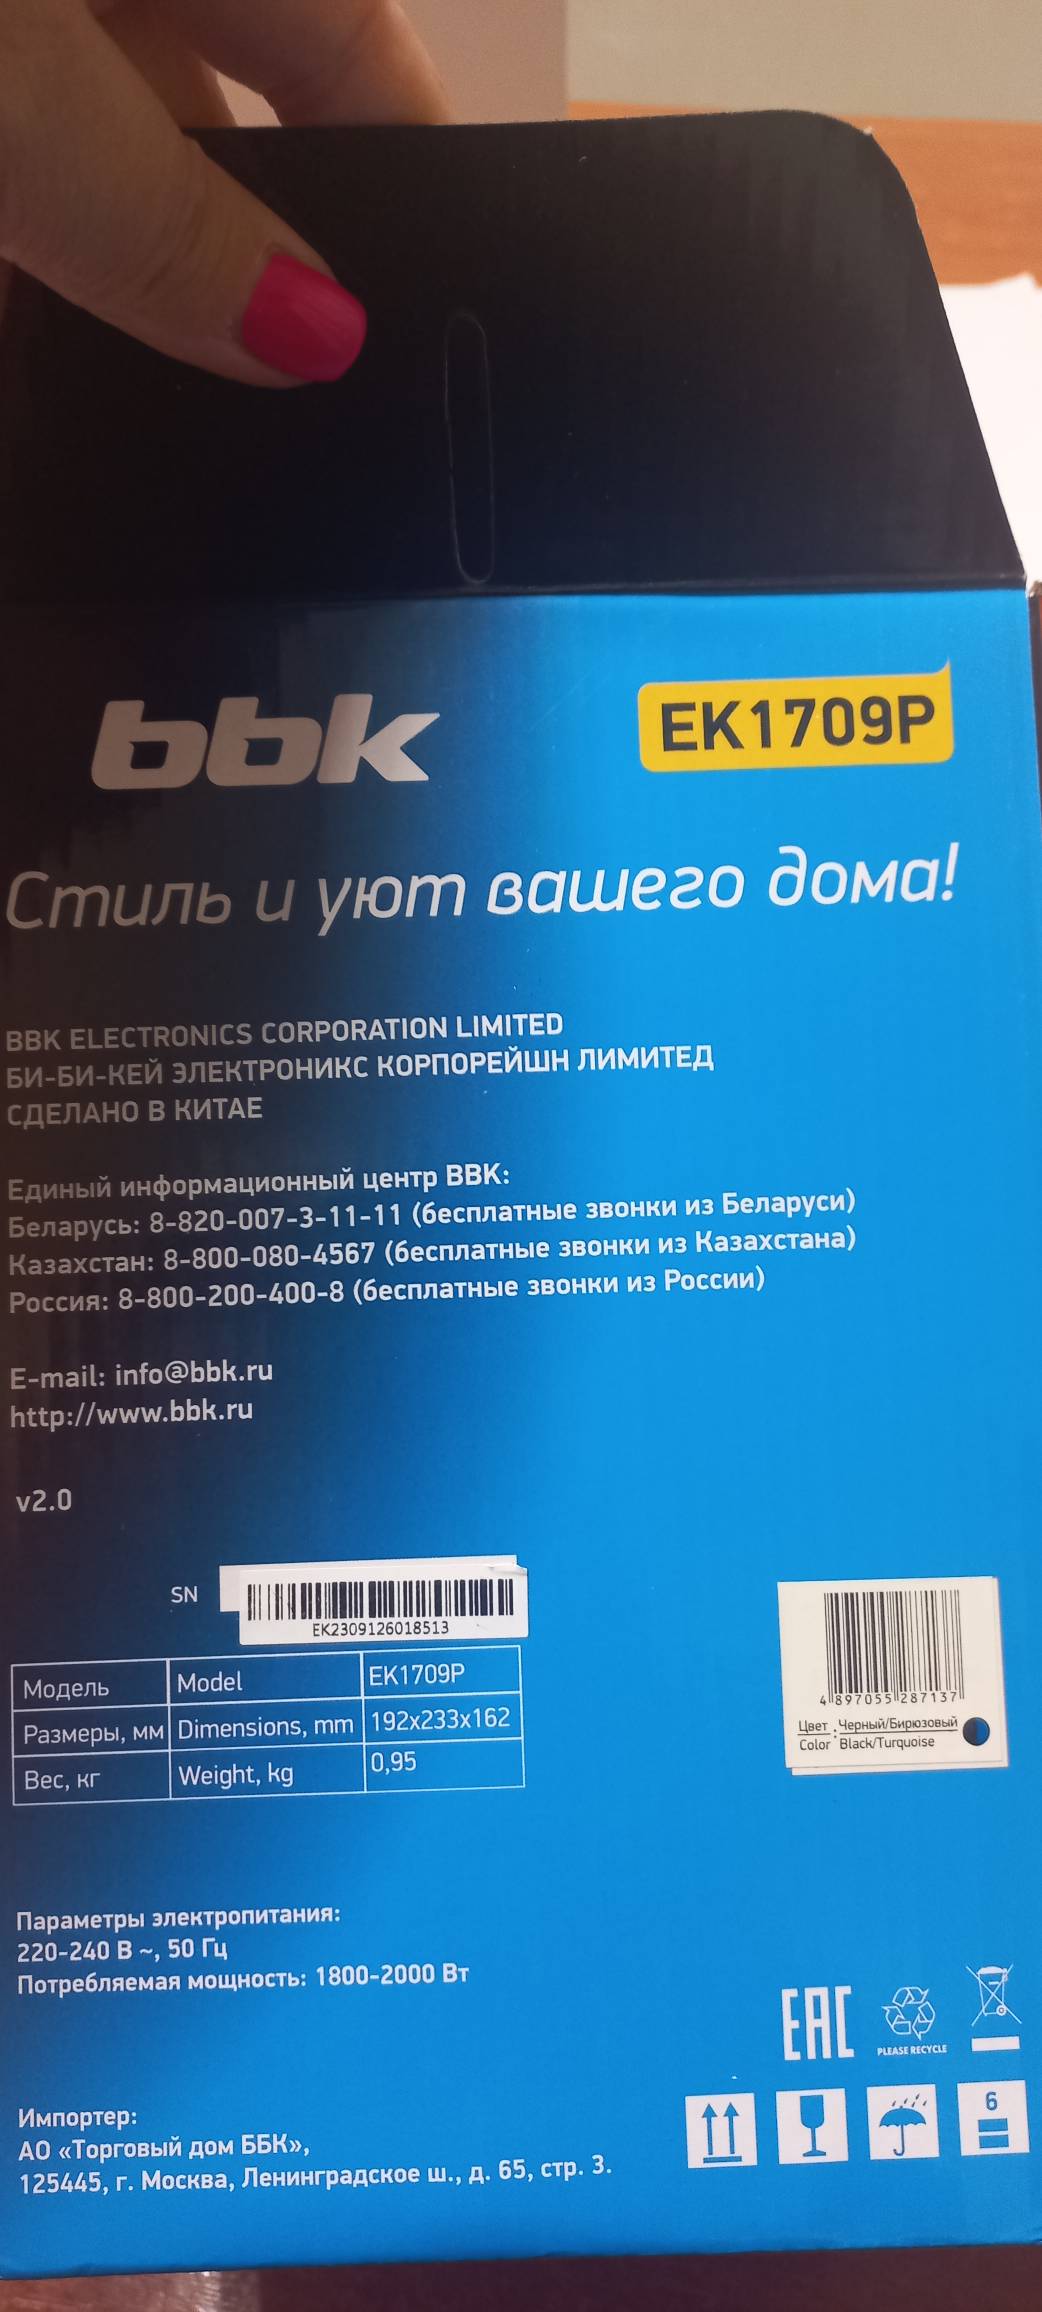 bbk
EK1709P
Стиль и уют вашего дома!
BBK ELECTRONICS CORPORATION LIMITED
БИ-БИ-КЕЙ ЭЛЕКТРОНИКС КОРПОРЕЙШН ЛИМИТЕД
СДЕЛАНО В КИТАЕ
Единый информационный центр BBK:
Беларусь: 8-820-007-3-11-11 (бесплатные звонки из Беларуси)
Казахстан: 8-800-080-4567 (бесплатные звонки из Казахстана)
Россия: 8-800-200-400-8 (бесплатные звонки из России)
E-mail: info@bbk.ru
http://www.bbk.ru
v2.0
SN
EK2309126018513
Модель Model EK1709P
Размеры, мм Dimensions, mm 192x233x162
Вес, кг Weight, kg 0,95
4 897055 287137
Цвет : Черный/Бирюзовый
Color Black/Turquoise
Параметры электропитания:
220-240 В ~, 50 Гц
Потребляемая мощность: 1800-2000 Вт
EAC
PLEASE RECYCLE
6
Импортер:
АО «Торговый дом ББК»,
125445, г. Москва, Ленинградское ш., д. 65, стр. 3.